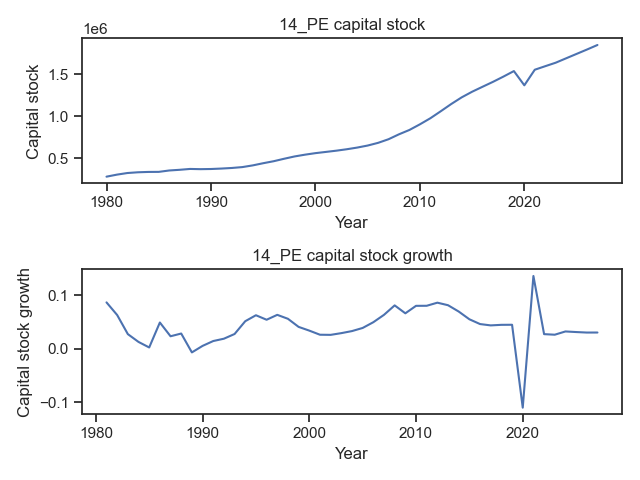 14_PE capital stock
1e6
1.5
1.0
0.5
Capital stock
1980 1990 2000 2010 2020
Year
14_PE capital stock growth
0.1
0.0
−0.1
Capital stock growth
1980 1990 2000 2010 2020
Year